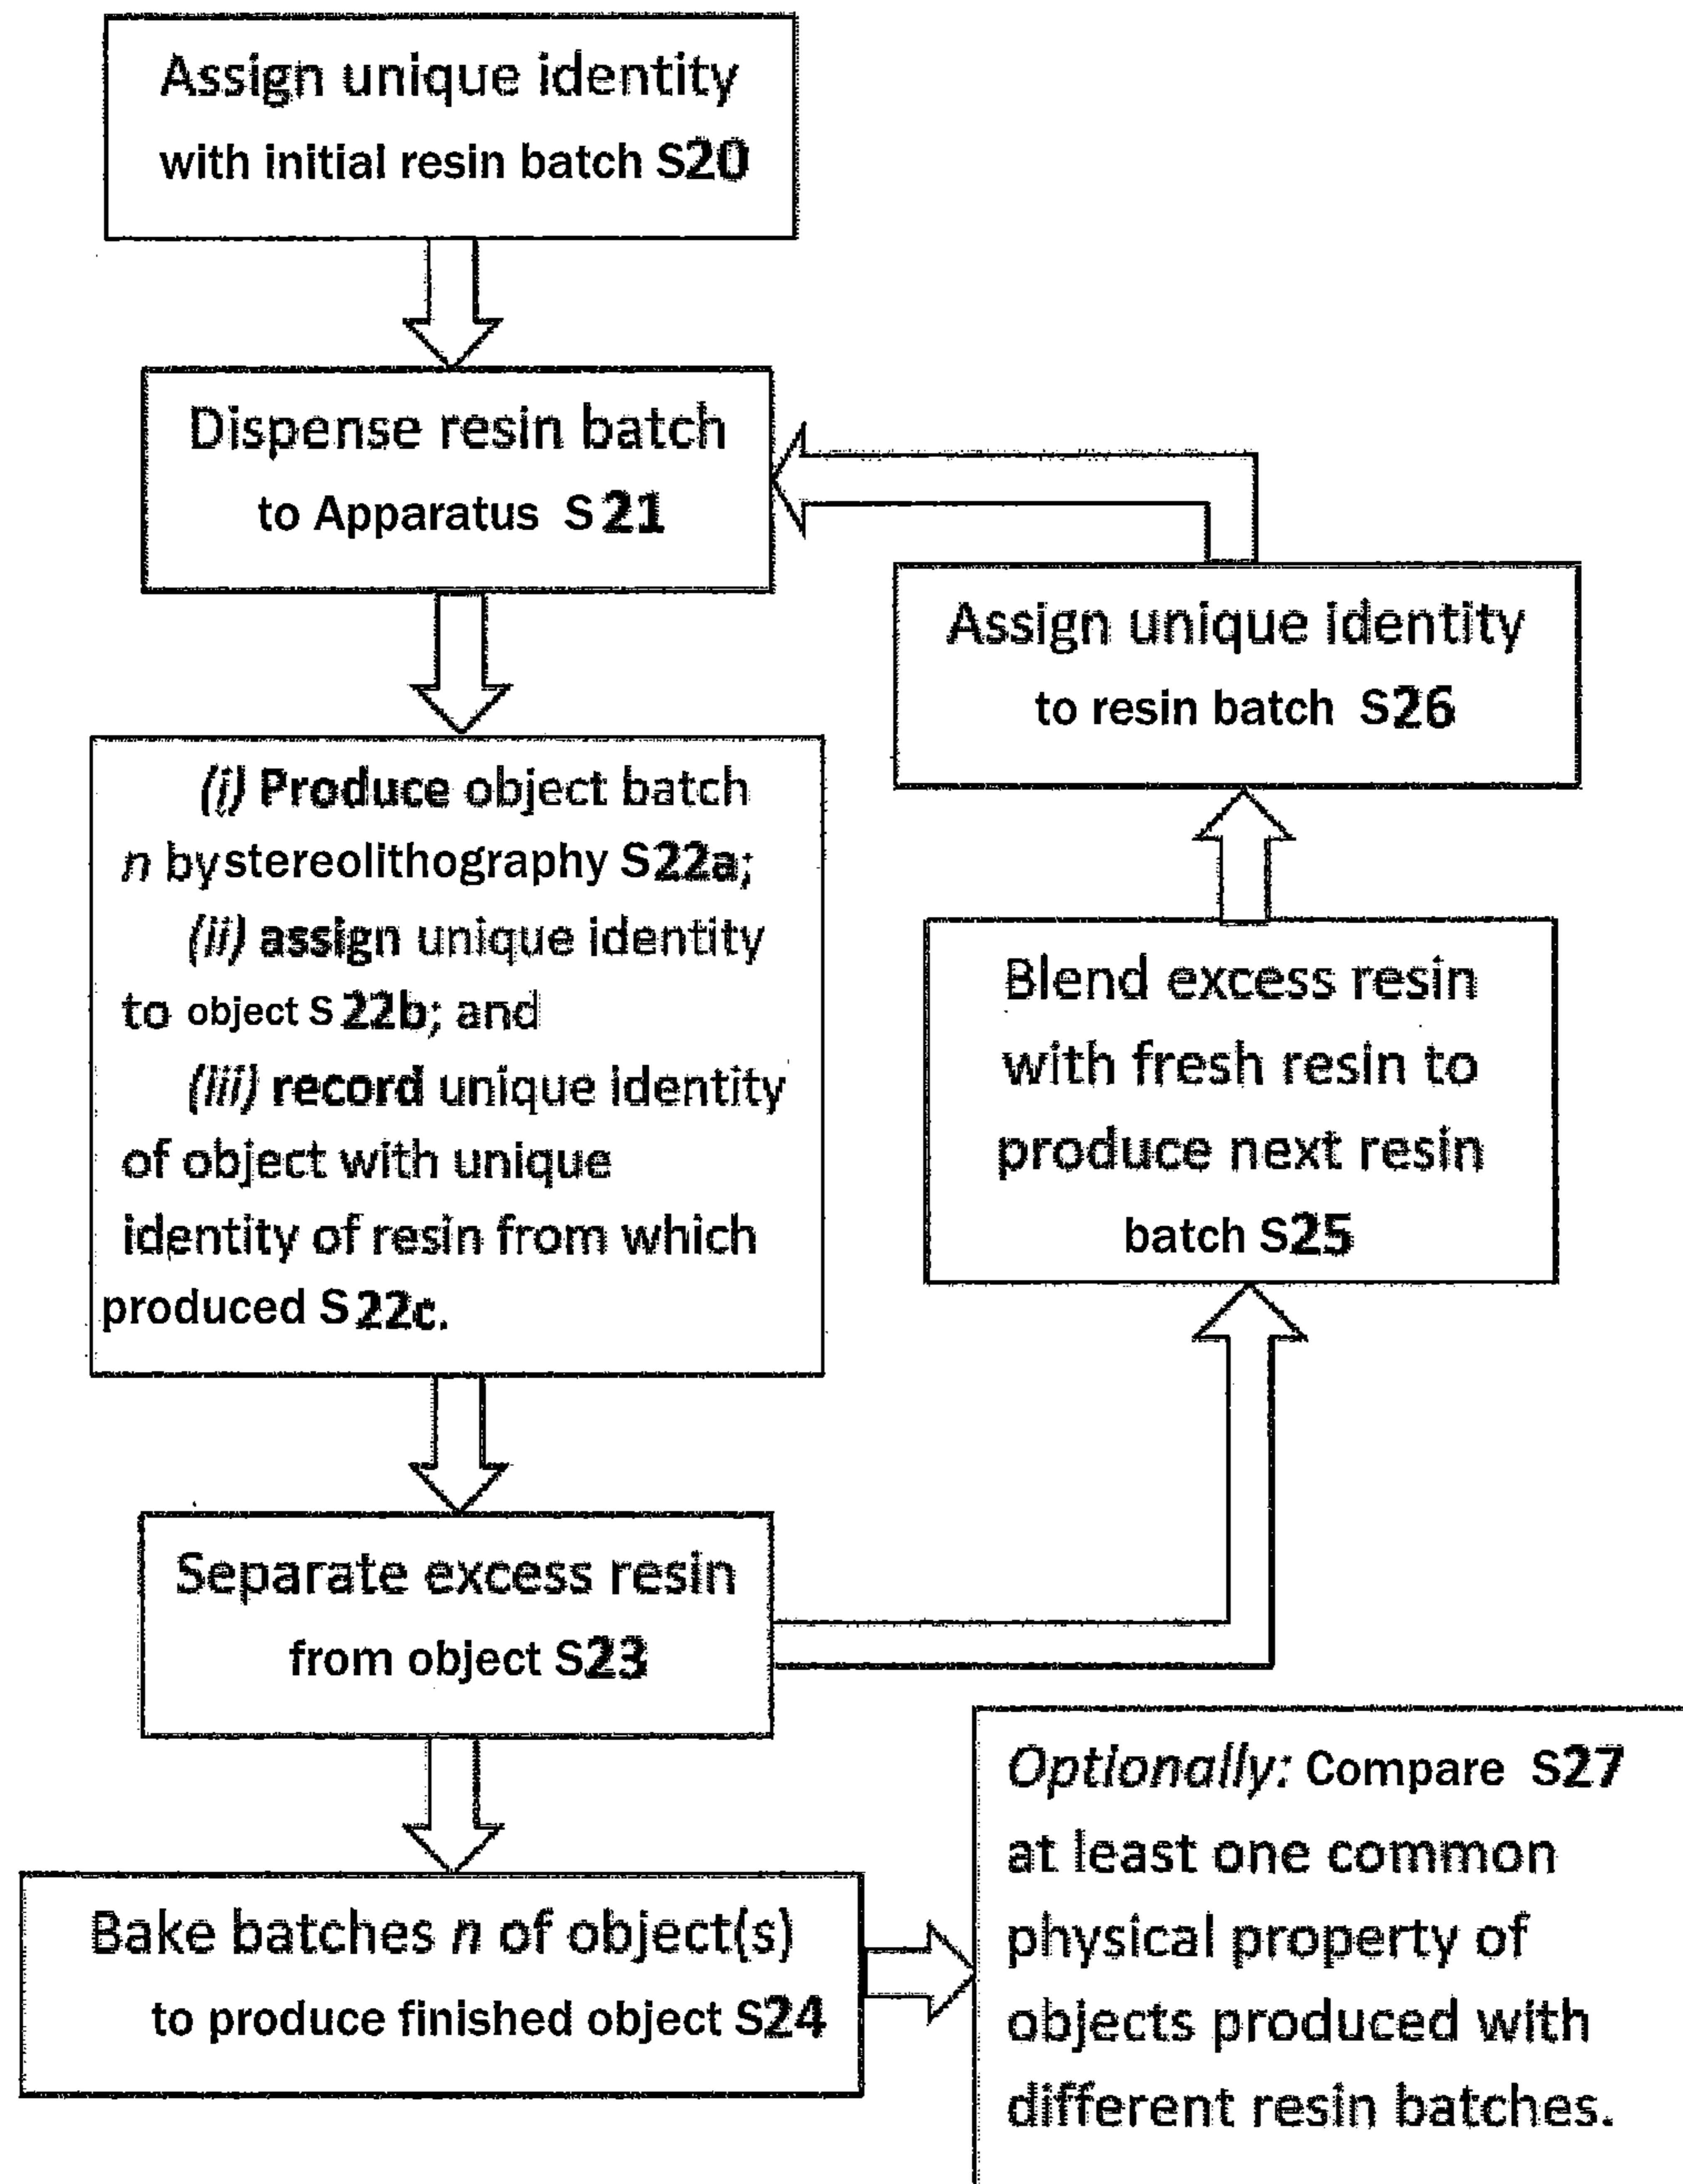 Assign unique identity
with initial resin batch S20
Dispense resin batch
to Apparatus S21
(i) Produce object batch
n by stereolithography S22a;
(ii) assign unique identity
to object S22b; and
(iii) record unique identity
of object with unique
identity of resin from which
produced S22c.
Separate excess resin
from object S23
Bake batches n of object(s)
to produce finished object S24
Assign unique identity
to resin batch S26
Blend excess resin
with fresh resin to
produce next resin
batch S25
Optionally: Compare S27
at least one common
physical property of
objects produced with
different resin batches.